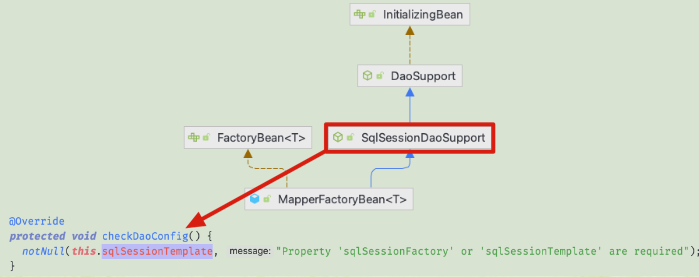 InitializingBean
DaoSupport
FactoryBean<T>
SqlSessionDaoSupport
MapperFactoryBean<T>
@Override
protected void checkDaoConfig() {
notNull(this.sqlSessionTemplate, message: "Property 'sqlSessionFactory' or 'sqlSessionTemplate' are required");
}